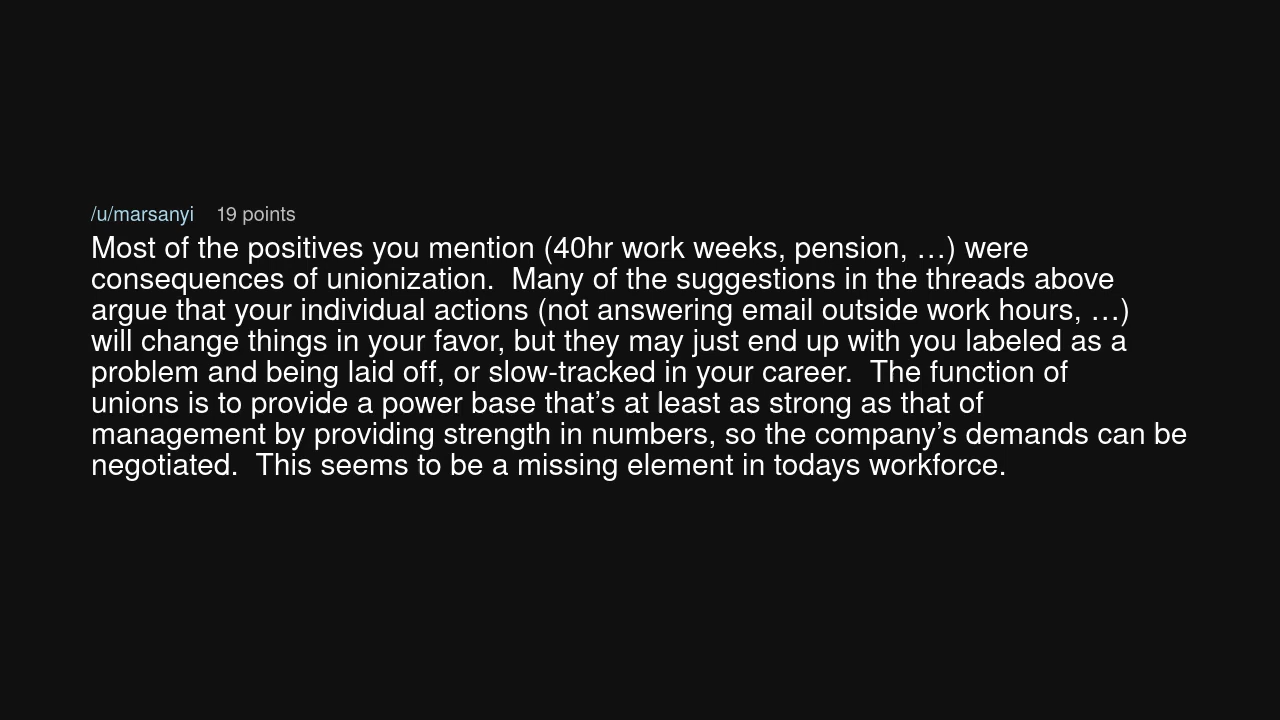 /u/marsanyi 19 points
Most of the positives you mention (40hr work weeks, pension, …) were
consequences of unionization.  Many of the suggestions in the threads above
argue that your individual actions (not answering email outside work hours, …)
will change things in your favor, but they may just end up with you labeled as a
problem and being laid off, or slow-tracked in your career.  The function of
unions is to provide a power base that’s at least as strong as that of
management by providing strength in numbers, so the company’s demands can be
negotiated.  This seems to be a missing element in todays workforce.